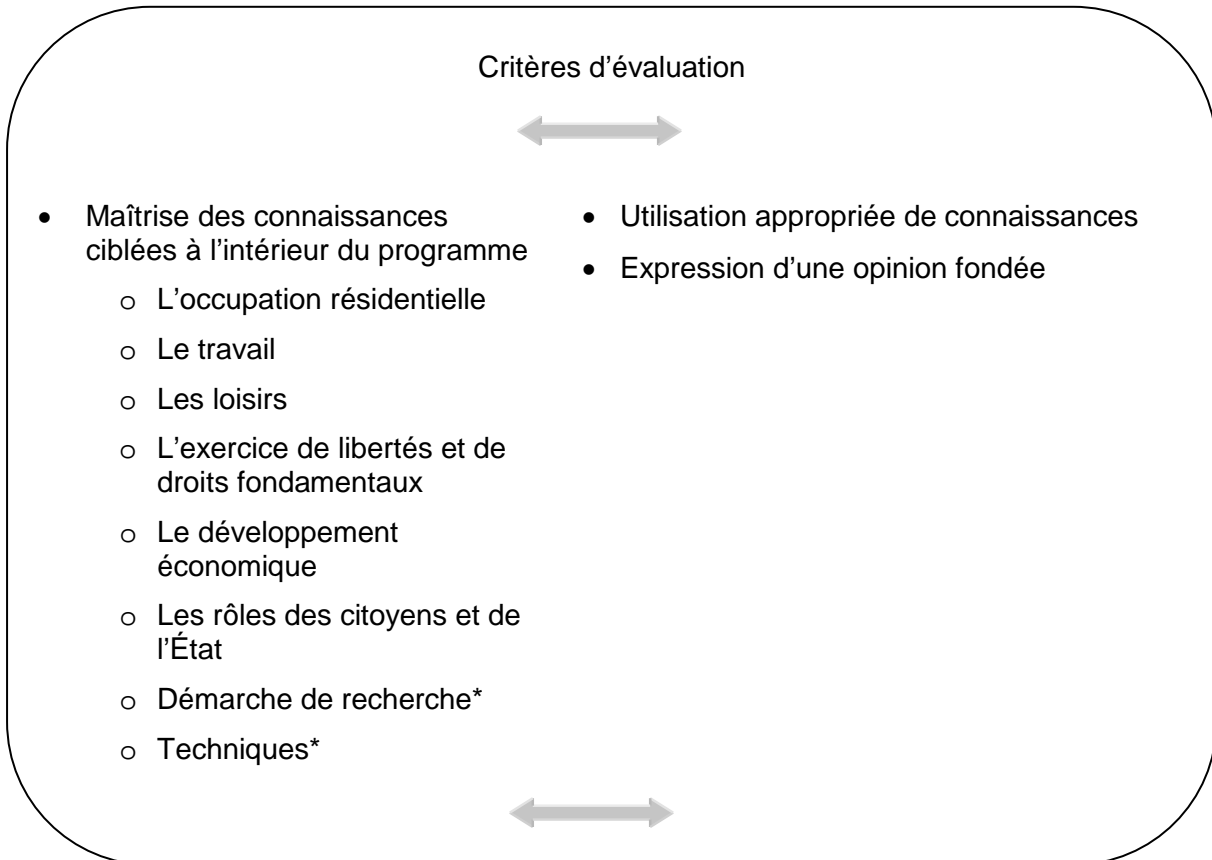 Critères d'évaluation
• Maîtrise des connaissances
ciblées à l'intérieur du programme
o L'occupation résidentielle
o Le travail
o Les loisirs
o L'exercice de libertés et de
droits fondamentaux
o Le développement
économique
o Les rôles des citoyens et de
l'État
o Démarche de recherche*
o Techniques*
• Utilisation appropriée de connaissances
• Expression d'une opinion fondée